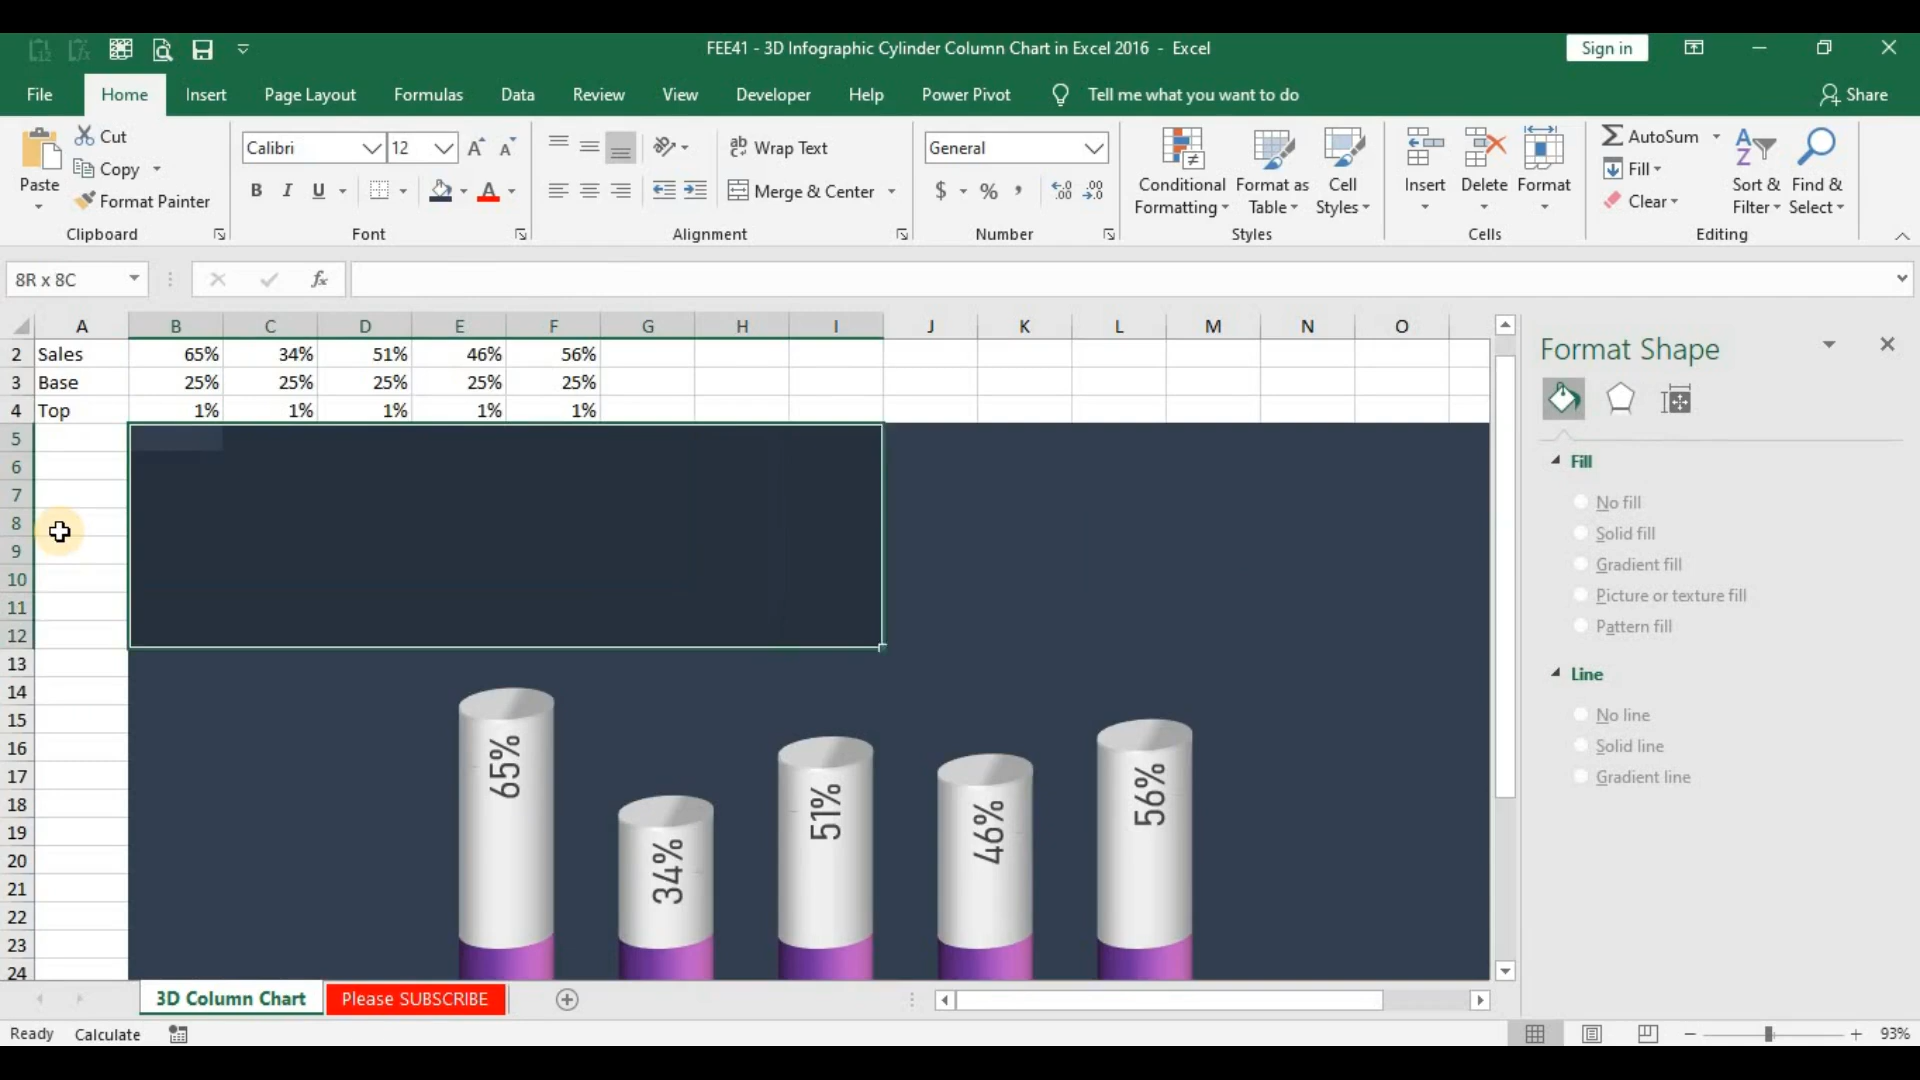 FEE41 - 3D Infographic Cylinder Column Chart in Excel 2016 - Excel
Sign in
File Home Insert Page Layout Formulas Data Review View Developer Help Power Pivot Tell me what you want to do Share
Paste
Cut
Copy
Format Painter
Clipboard
Calibri 12
B I U A
Font
Wrap Text
Merge & Center
Alignment
General
$ % ,
Number
Conditional Formatting
Format as Table
Cell Styles
Styles
Insert Delete Format
Cells
AutoSum
Fill
Clear
Sort & Filter
Find & Select
Editing
8R x 8C fx
A B C D E F G H I J K L M N O
2 Sales 65% 34% 51% 46% 56%
3 Base 25% 25% 25% 25% 25%
4 Top 1% 1% 1% 1% 1%
5
6
7
8
9
10
11
12
13
14
15
16
17
18
19
20
21
22
23
24
65%
34%
51%
46%
56%
Format Shape
Fill
No fill
Solid fill
Gradient fill
Picture or texture fill
Pattern fill
Line
No line
Solid line
Gradient line
3D Column Chart Please SUBSCRIBE
Ready Calculate 93%